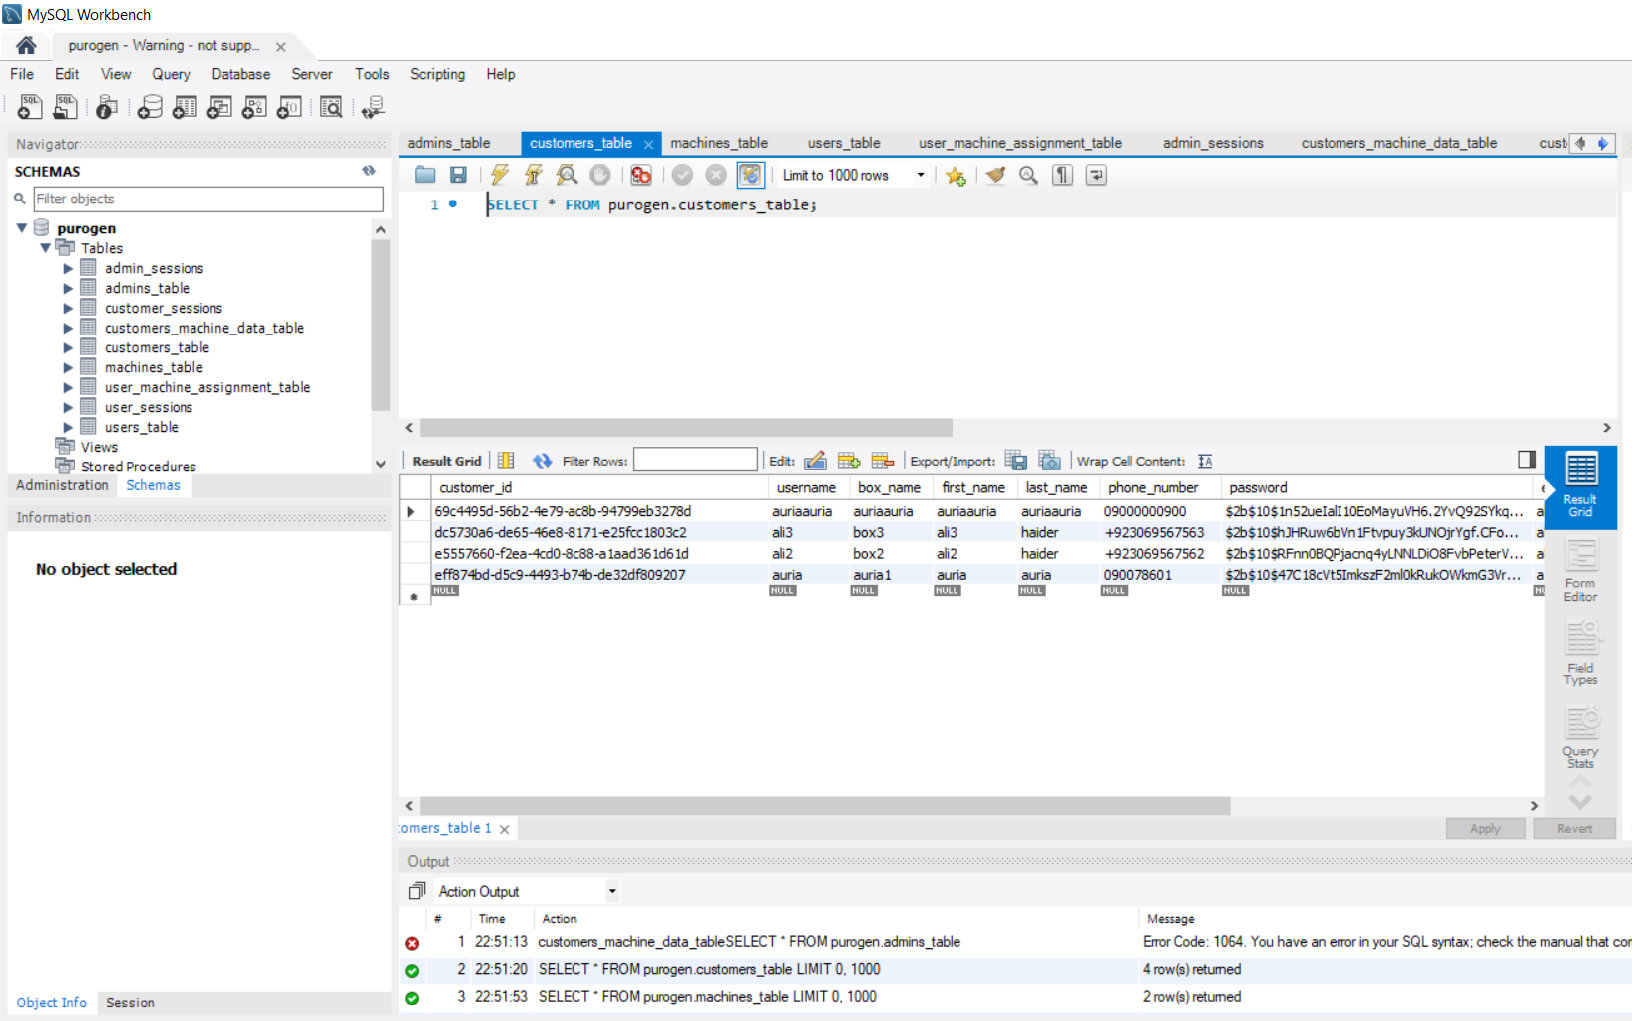 MySQL Workbench
purogen - Warning - not supp...
File Edit View Query Database Server Tools Scripting Help
Navigator
SCHEMAS
Filter objects
purogen
Tables
admin_sessions
admins_table
customer_sessions
customers_machine_data_table
customers_table
machines_table
user_machine_assignment_table
user_sessions
users_table
Views
Stored Procedures
Administration Schemas
Information
No object selected
Object Info Session
admins_table customers_table machines_table users_table user_machine_assignment_table admin_sessions customers_machine_data_table cust
Limit to 1000 rows
1 SELECT * FROM purogen.customers_table;
Result Grid Filter Rows: Edit: Export/Import: Wrap Cell Content:
customer_id username box_name first_name last_name phone_number password
69c4495d-56b2-4e79-ac8b-94799eb3278d auriaauria auriaauria auriaauria auriaauria 09000000900 $2b$10$1n52ueIalI10EoMayuVH6.2YvQ92SYkq...
dc5730a6-de65-46e8-8171-e25fcc1803c2 ali3 box3 ali3 haider +923069567563 $2b$10$hJHRuw6bVn1Ftvpuy3kUNOjrYgf.CFo...
e5557660-f2ea-4cd0-8c88-a1aad361d61d ali2 box2 ali2 haider +923069567562 $2b$10$RFnn0BQPjacnq4yLNNLDiO8FvbPeterV...
eff874bd-d5c9-4493-b74b-de32df809207 auria auria1 auria auria 090078601 $2b$10$47C18cVt5ImkszF2ml0kRukOWkmG3Vr...
NULL NULL NULL NULL NULL NULL NULL
Result Grid
Form Editor
Field Types
Query Stats
tomers_table 1
Apply Revert
Output
Action Output
# Time Action Message
1 22:51:13 customers_machine_data_tableSELECT * FROM purogen.admins_table Error Code: 1064. You have an error in your SQL syntax; check the manual that cor
2 22:51:20 SELECT * FROM purogen.customers_table LIMIT 0, 1000 4 row(s) returned
3 22:51:53 SELECT * FROM purogen.machines_table LIMIT 0, 1000 2 row(s) returned